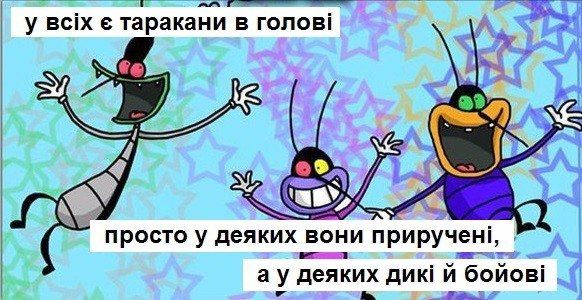 у всіх є таракани в голові
просто у деяких вони приручені,
а у деяких дикі й бойові